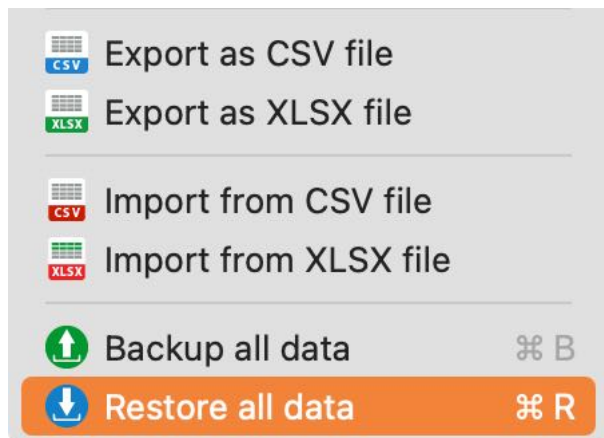 CSV Export as CSV file
XLSX Export as XLSX file
CSV Import from CSV file
XLSX Import from XLSX file
Backup all data ⌘ B
Restore all data ⌘ R